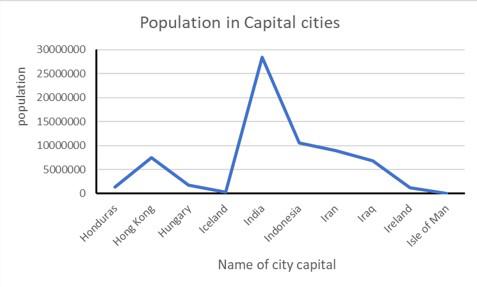 Population in Capital cities
population
30000000
25000000
20000000
15000000
10000000
5000000
0
Honduras
Hong Kong
Hungary
Iceland
India
Indonesia
Iran
Iraq
Ireland
Isle of Man
Name of city capital